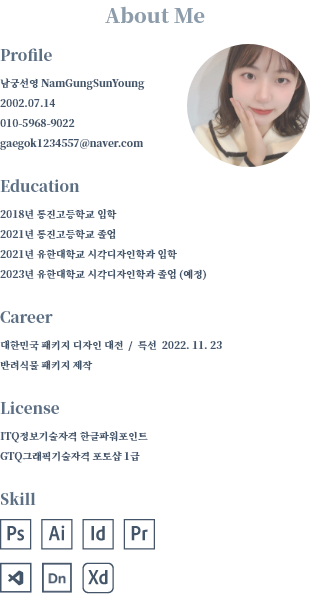 About Me
Profile
남궁선영 NamGungSunYoung
2002.07.14
010-5968-9022
gaegok1234557@naver.com
Education
2018년 통진고등학교 입학
2021년 통진고등학교 졸업
2021년 유한대학교 시각디자인학과 입학
2023년 유한대학교 시각디자인학과 졸업 (예정)
Career
대한민국 패키지 디자인 대전 / 특선 2022. 11. 23
반려식물 패키지 제작
License
ITQ정보기술자격 한글파워포인트
GTQ그래픽기술자격 포토샵 1급
Skill
Ps Ai Id Pr
Dn Xd